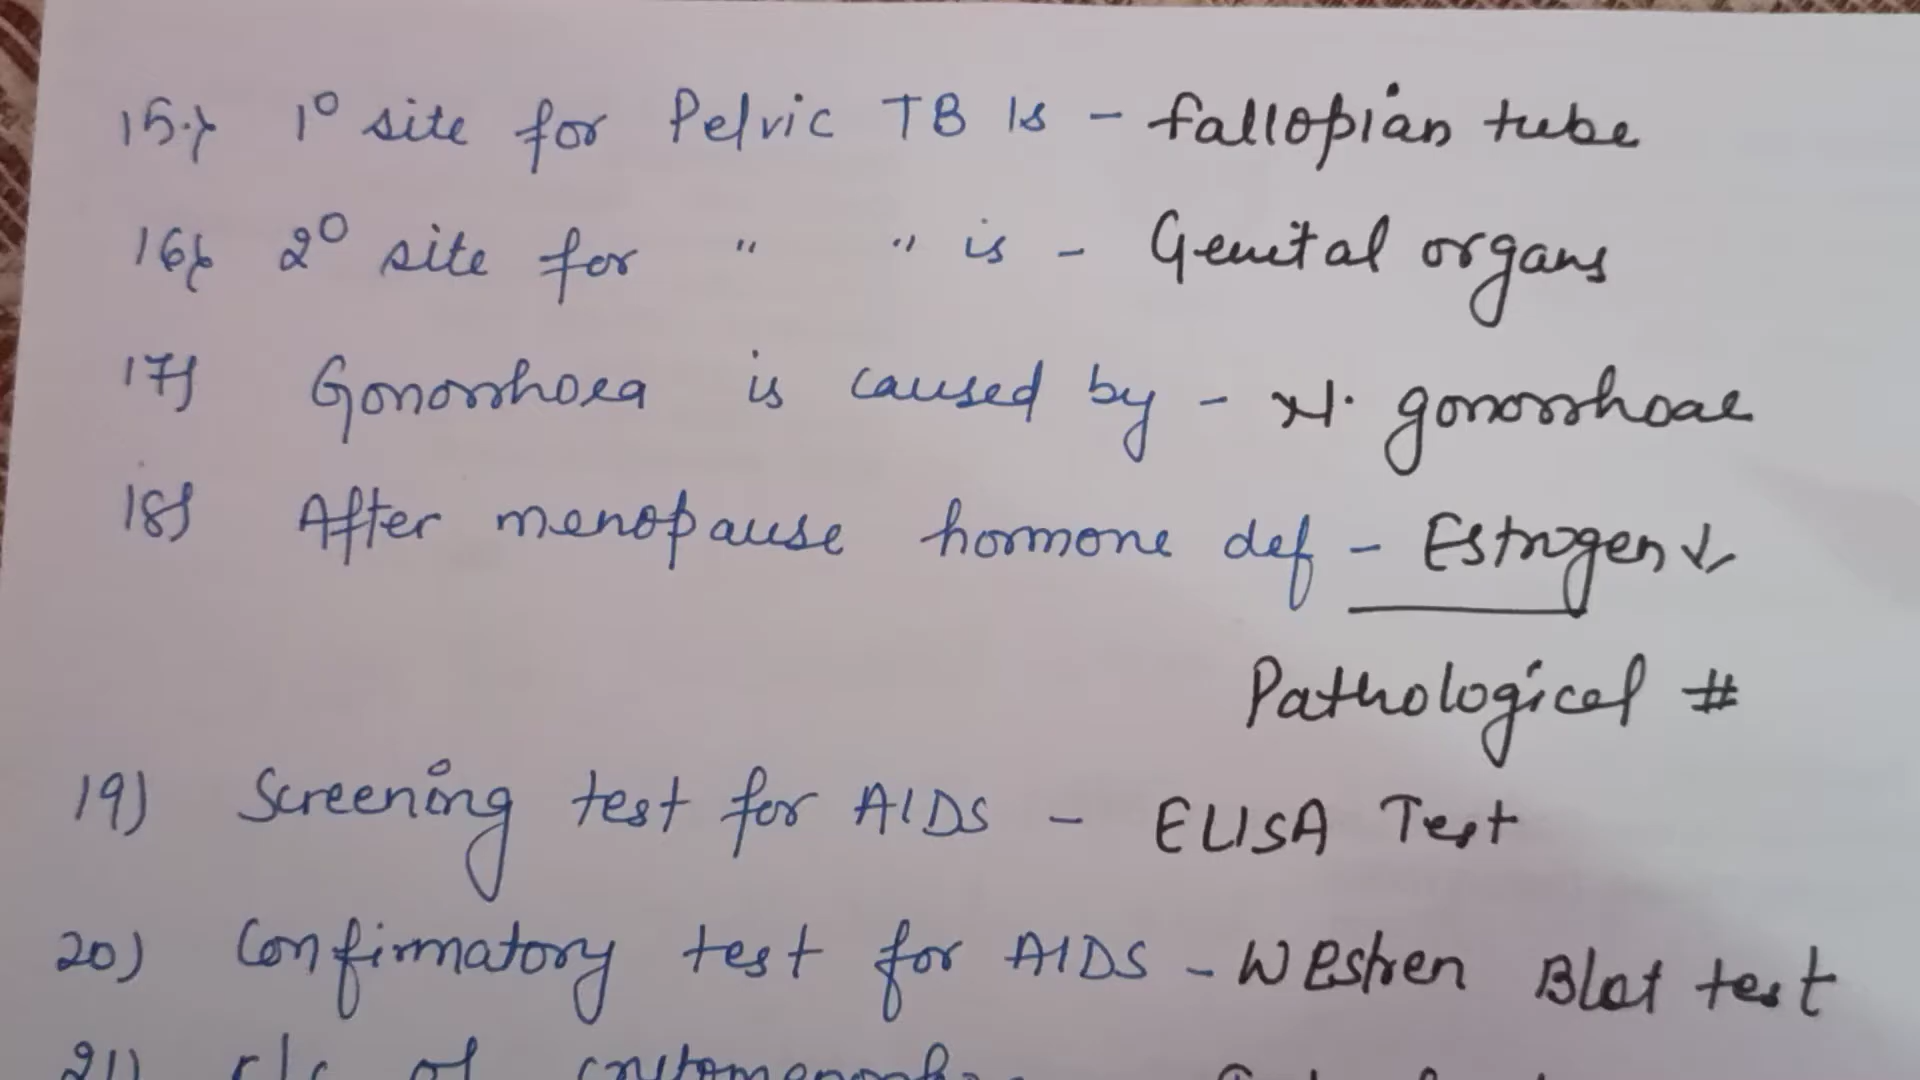 15) 1° site for Pelvic TB is - fallopian tube
16) 2° site for " " is - Genital organs
17) Gonorrhoea is caused by - N. gonorrhoae
18) After menopause hormone def - Estrogen ↓
Pathological #
19) Screening test for AIDS - ELISA Test
20) Confirmatory test for AIDS - Westren Blot test
21) of